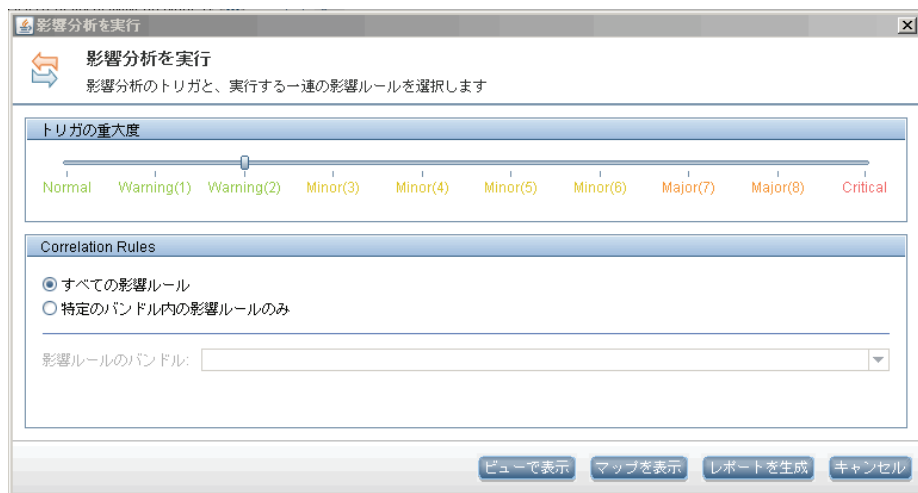 影響分析を実行
影響分析を実行
影響分析のトリガと、実行する一連の影響ルールを選択します
トリガの重大度
Normal Warning(1) Warning(2) Minor(3) Minor(4) Minor(5) Minor(6) Major(7) Major(8) Critical
Correlation Rules
すべての影響ルール
特定のバンドル内の影響ルールのみ
影響ルールのバンドル:
ビューで表示 マップを表示 レポートを生成 キャンセル